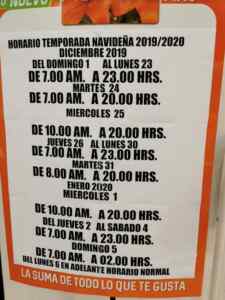 NUEVO
HORARIO TEMPORADA NAVIDEÑA 2019/2020
DICIEMBRE 2019
DEL DOMINGO 1 AL LUNES 23
DE 7.00 AM. A 23.00 HRS.
MARTES 24
DE 7.00 AM. A 20.00 HRS.
MIERCOLES 25
DE 10.00 AM. A 20.00 HRS.
JUEVES 26 AL LUNES 30
DE 7.00 AM. A 23.00 HRS.
MARTES 31
DE 8.00 AM. A 20.00 HRS.
ENERO 2020
MIERCOLES 1
DE 10.00 AM. A 20.00 HRS.
DEL JUEVES 2 AL SABADO 4
DE 7.00 AM. A 23.00 HRS.
DOMINGO 5
DE 7.00 AM. A 02.00 HRS.
DEL LUNES 6 EN ADELANTE HORARIO NORMAL
LA SUMA DE TODO LO QUE TE GUSTA